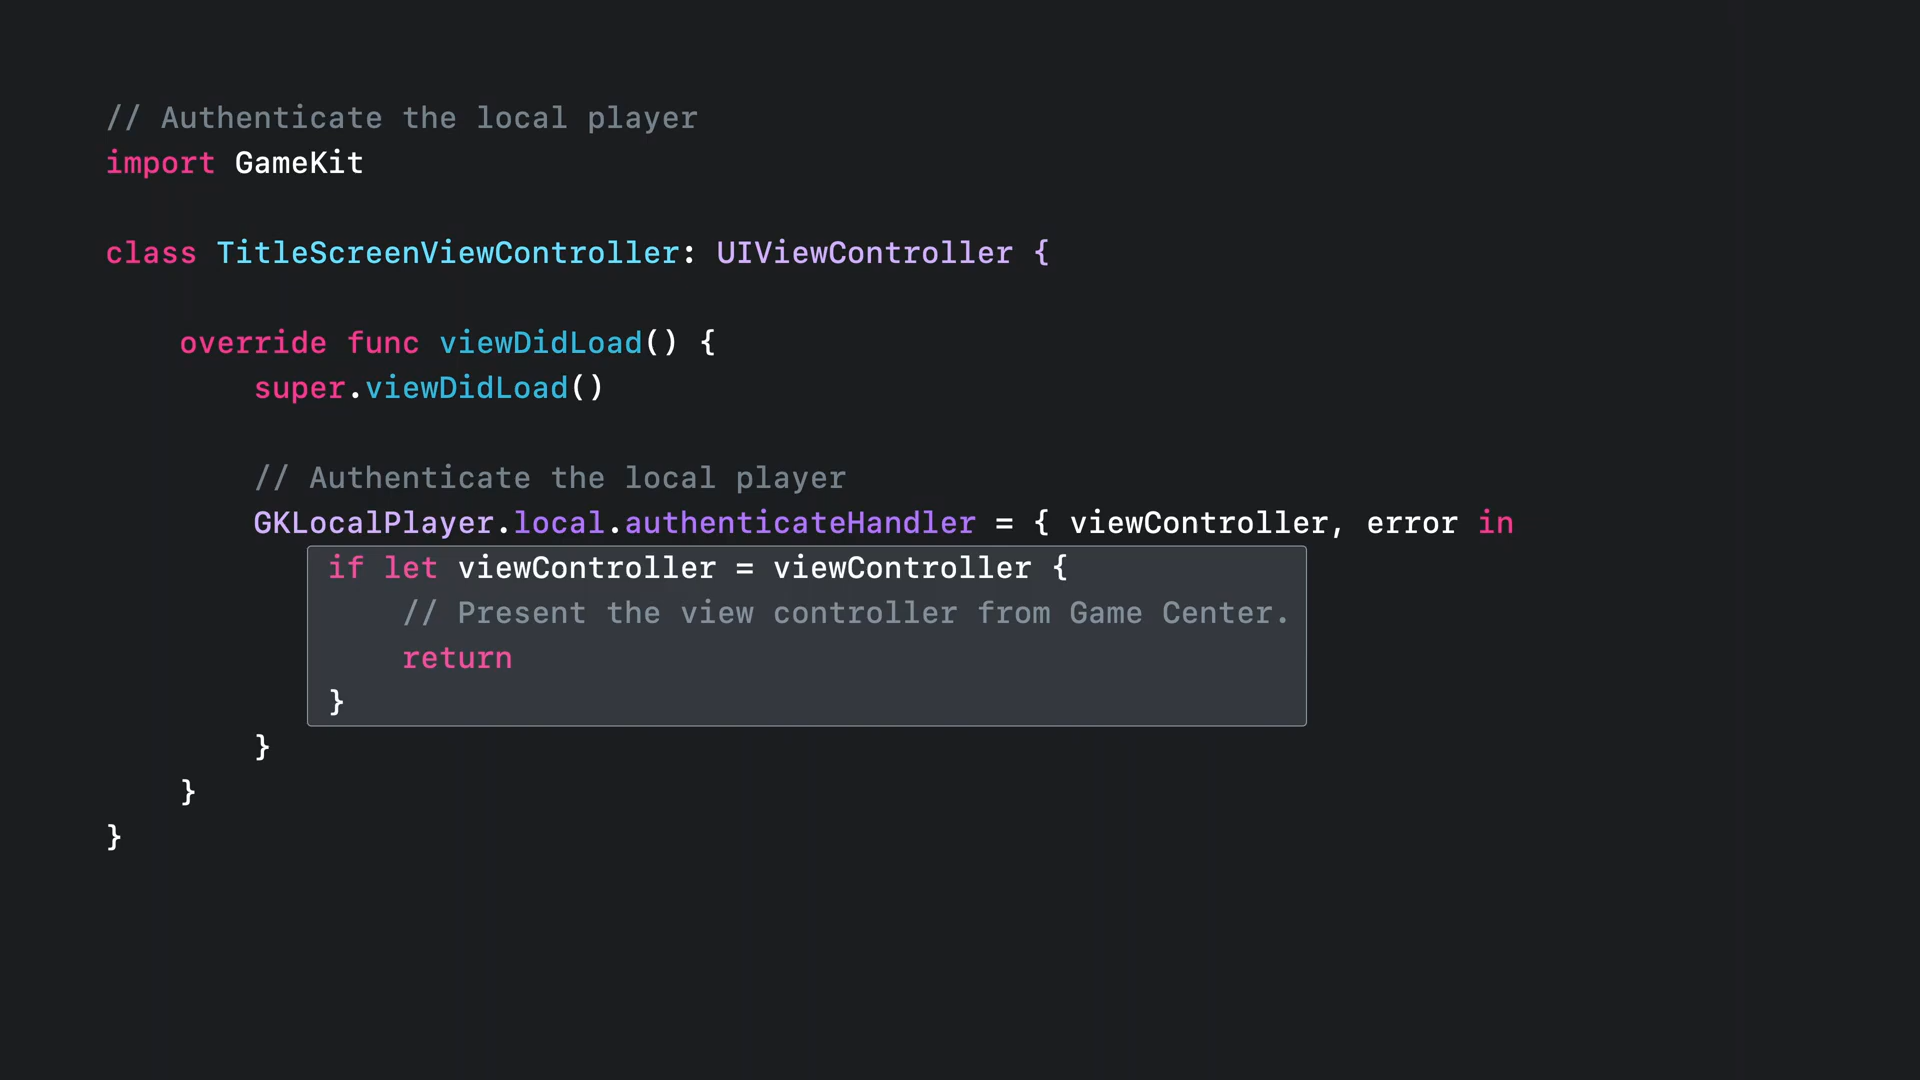 // Authenticate the local player
import GameKit
class TitleScreenViewController: UIViewController {
override func viewDidLoad() {
super.viewDidLoad()
// Authenticate the local player
GKLocalPlayer.local.authenticateHandler = { viewController, error in
if let viewController = viewController {
// Present the view controller from Game Center.
return
}
}
}
}